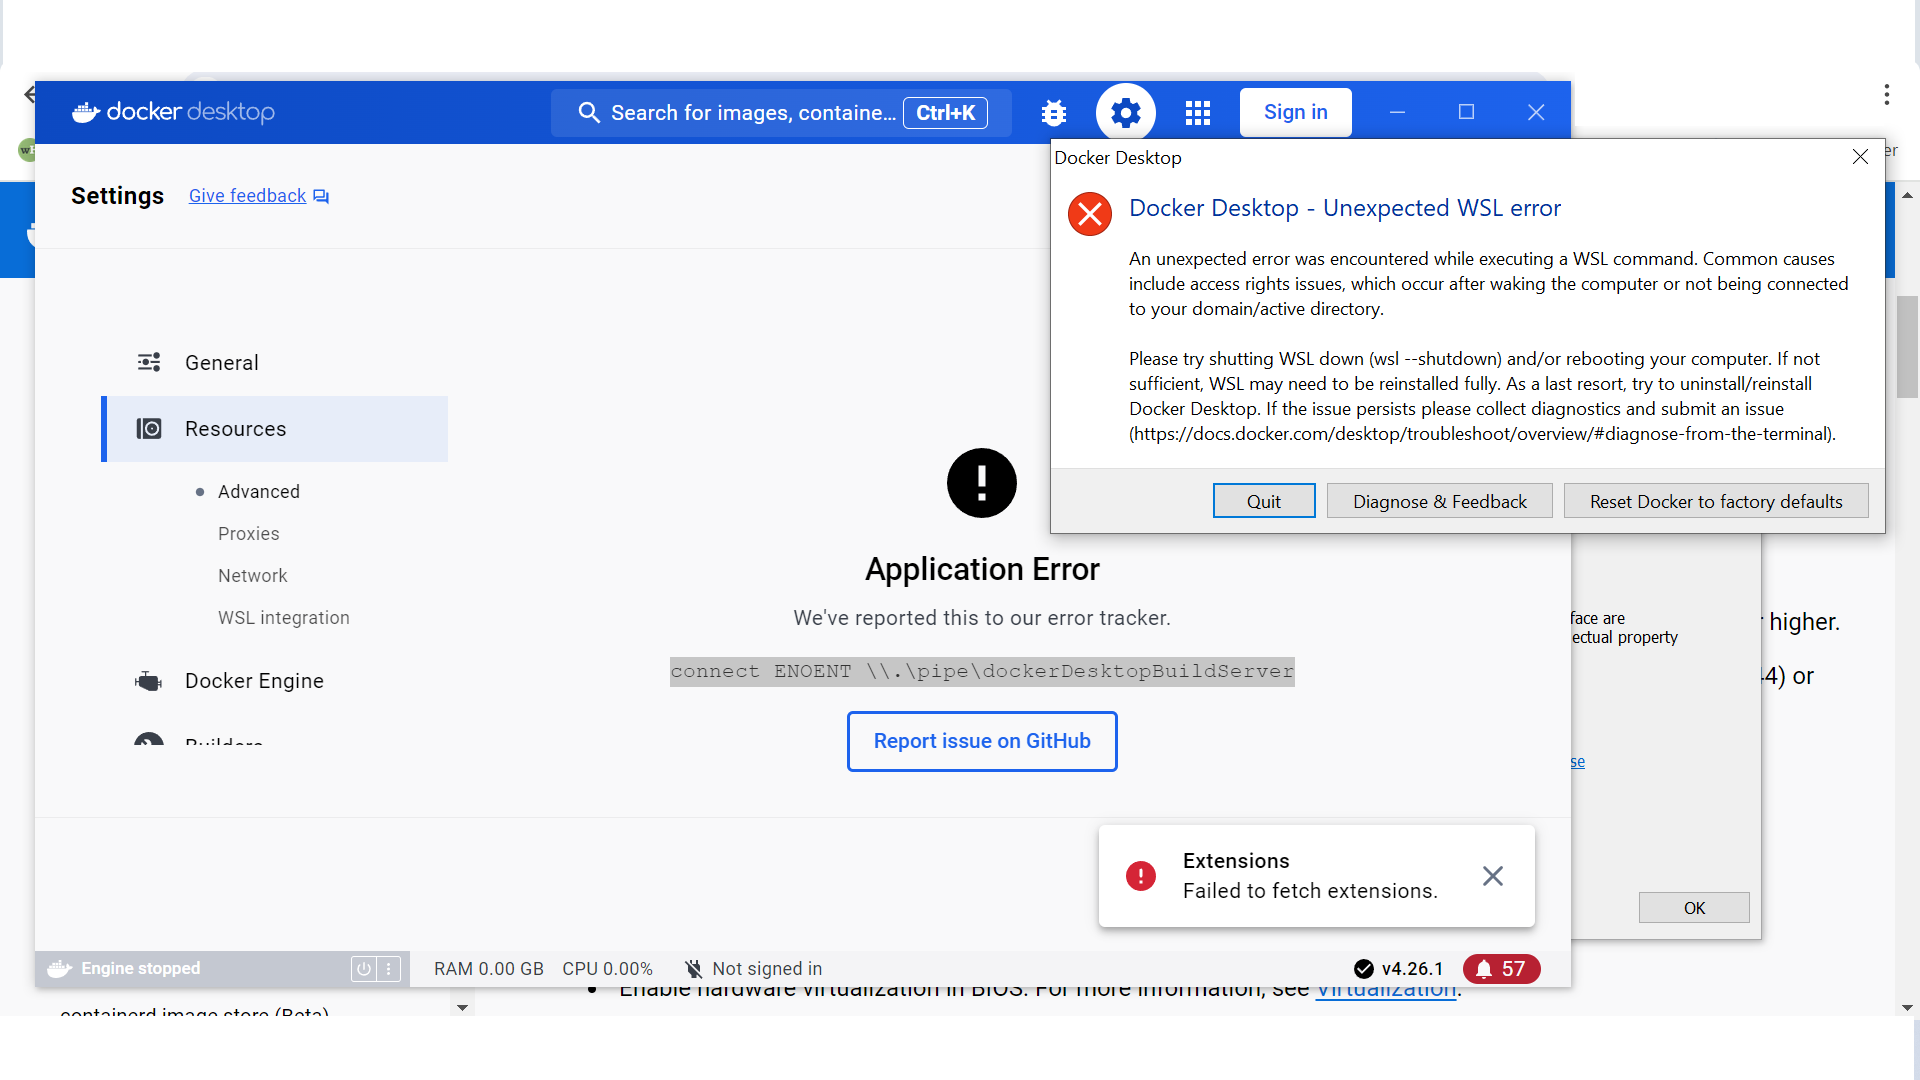 docker desktop
Search for images, containe... Ctrl+K
Sign in
Settings Give feedback
General
Resources
Advanced
Proxies
Network
WSL integration
Docker Engine
Builders
Application Error
We've reported this to our error tracker.
connect ENOENT \\.\pipe\dockerDesktopBuildServer
Report issue on GitHub
Extensions
Failed to fetch extensions.
Engine stopped
RAM 0.00 GB CPU 0.00% Not signed in
v4.26.1 57
Docker Desktop
Docker Desktop - Unexpected WSL error
An unexpected error was encountered while executing a WSL command. Common causes
include access rights issues, which occur after waking the computer or not being connected
to your domain/active directory.
Please try shutting WSL down (wsl --shutdown) and/or rebooting your computer. If not
sufficient, WSL may need to be reinstalled fully. As a last resort, try to uninstall/reinstall
Docker Desktop. If the issue persists please collect diagnostics and submit an issue
(https://docs.docker.com/desktop/troubleshoot/overview/#diagnose-from-the-terminal).
Quit
Diagnose & Feedback
Reset Docker to factory defaults
er
face are
ectual property
se
OK
higher.
44) or
Enable hardware virtualization in BIOS. For more information, see Virtualization.
containerd image store (Beta)